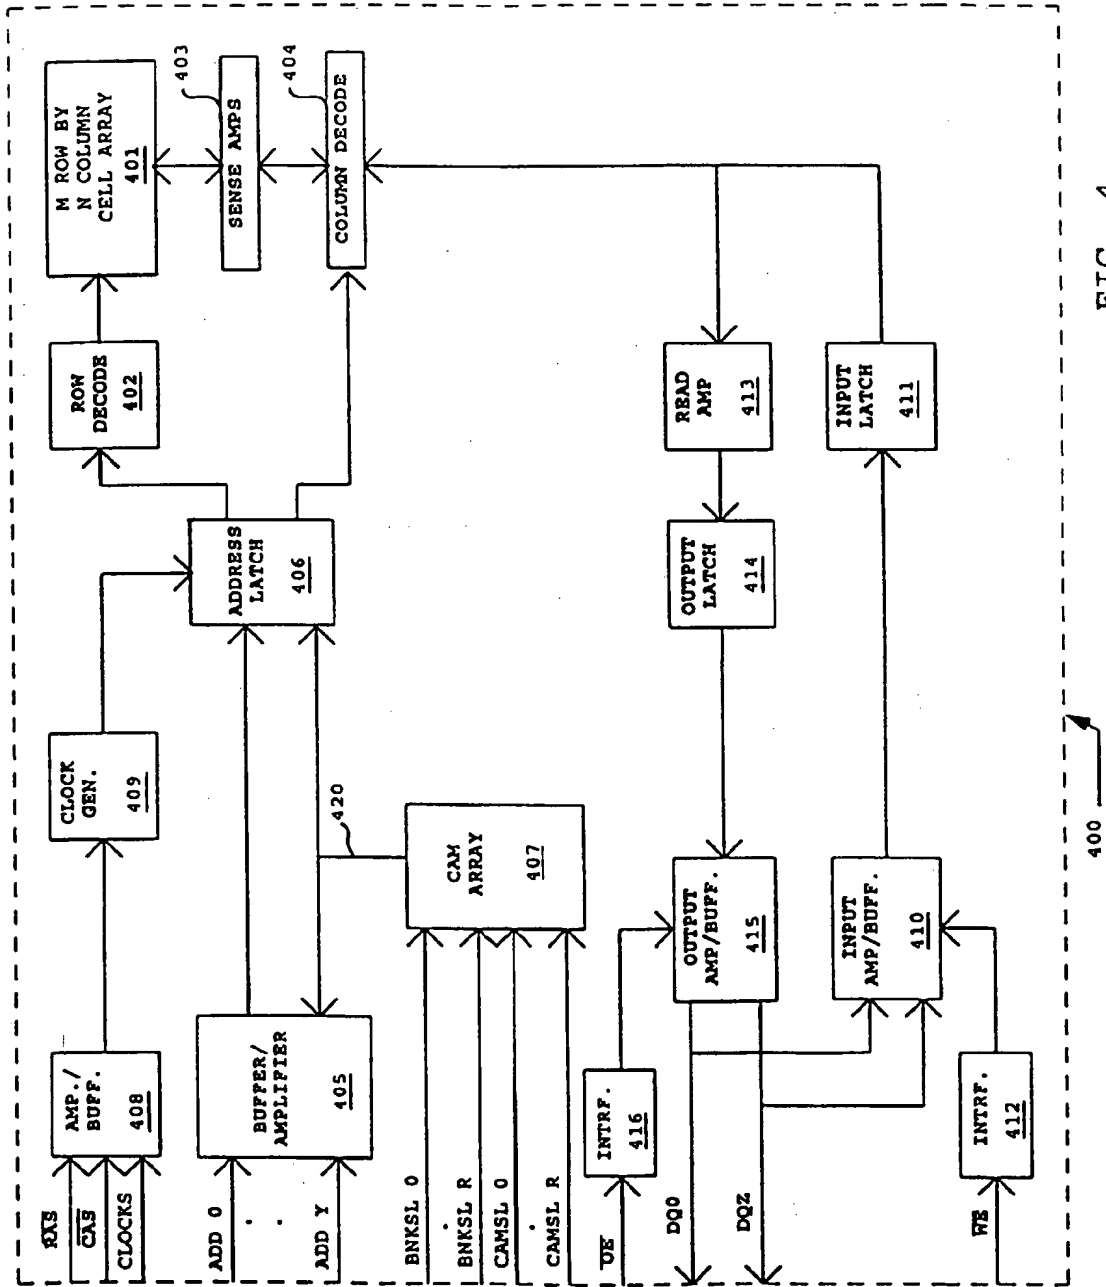 M ROW BY
N COLUMN
CELL ARRAY
401
403
SENSE AMPS
404
COLUMN DECODE
ROW
DECODE
402
ADDRESS
LATCH
406
CLOCK
GEN.
409
AMP./
BUFF.
408
RAS
CAS
CLOCKS
BUFFER/
AMPLIFIER
405
ADD 0
ADD Y
420
CAM
ARRAY
407
BNKSL 0
BNKSL R
CAMSL 0
CAMSL R
READ
AMP
413
OUTPUT
LATCH
414
OUTPUT
AMP/BUFF.
415
INTRF.
416
OE
DQ0
DQZ
INPUT
LATCH
411
INPUT
AMP/BUFF.
410
INTRF.
412
WE
400